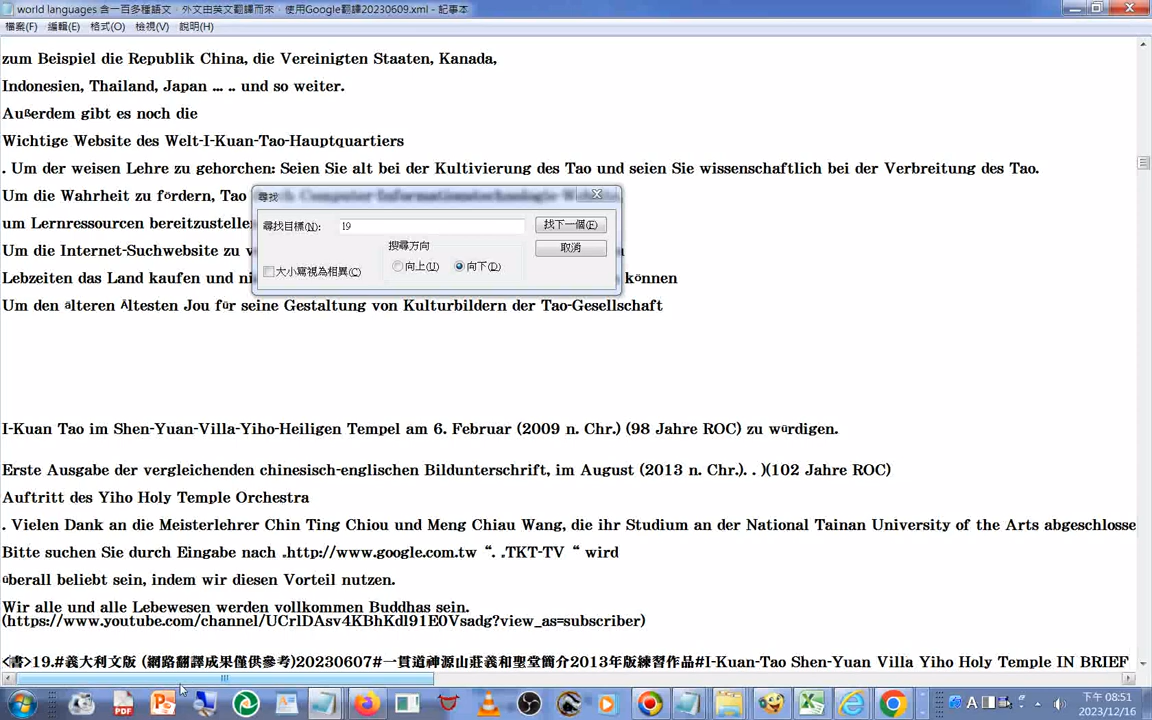 world languages 含一百多種語文．外文由英文翻譯而來．使用Google翻譯20230609.xml - 記事本
檔案(F) 編輯(E) 格式(O) 檢視(V) 說明(H)
zum Beispiel die Republik China, die Vereinigten Staaten, Kanada,
Indonesien, Thailand, Japan ... .. und so weiter.
Außerdem gibt es noch die
Wichtige Website des Welt-I-Kuan-Tao-Hauptquartiers
. Um der weisen Lehre zu gehorchen: Seien Sie alt bei der Kultivierung des Tao und seien Sie wissenschaftlich bei der Verbreitung des Tao.
Um die Wahrheit zu fördern, Tao
um Lernressourcen bereitzustelle
Um die Internet-Suchwebsite zu v
Lebzeiten das Land kaufen und ni
können
尋找
尋找目標(N): 19
找下一個(F)
搜尋方向
取消
大小寫視為相異(C)
向上(U) 向下(D)
Um den älteren Ältesten Jou für seine Gestaltung von Kulturbildern der Tao-Gesellschaft
I-Kuan Tao im Shen-Yuan-Villa-Yiho-Heiligen Tempel am 6. Februar (2009 n. Chr.) (98 Jahre ROC) zu würdigen.
Erste Ausgabe der vergleichenden chinesisch-englischen Bildunterschrift, im August (2013 n. Chr.). . )(102 Jahre ROC)
Auftritt des Yiho Holy Temple Orchestra
. Vielen Dank an die Meisterlehrer Chin Ting Chiou und Meng Chiau Wang, die ihr Studium an der National Tainan University of the Arts abgeschlosse
Bitte suchen Sie durch Eingabe nach .http://www.google.com.tw “. .TKT-TV “ wird
überall beliebt sein, indem wir diesen Vorteil nutzen.
Wir alle und alle Lebewesen werden vollkommen Buddhas sein.
(https://www.youtube.com/channel/UCrlDAsv4KBhKdl91E0Vsadg?view_as=subscriber)
<書>19.#義大利文版 (網路翻譯成果僅供參考)20230607#一貫道神源山莊義和聖堂簡介2013年版練習作品#I-Kuan-Tao Shen-Yuan Villa Yiho Holy Temple IN BRIEF
下午 08:51
2023/12/16